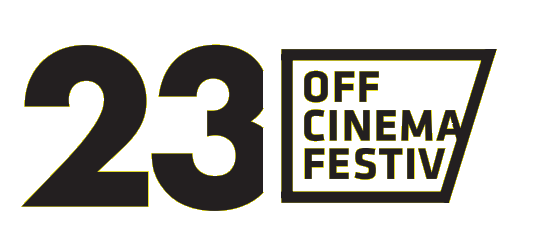 23
OFF
CINEMA
FESTIV